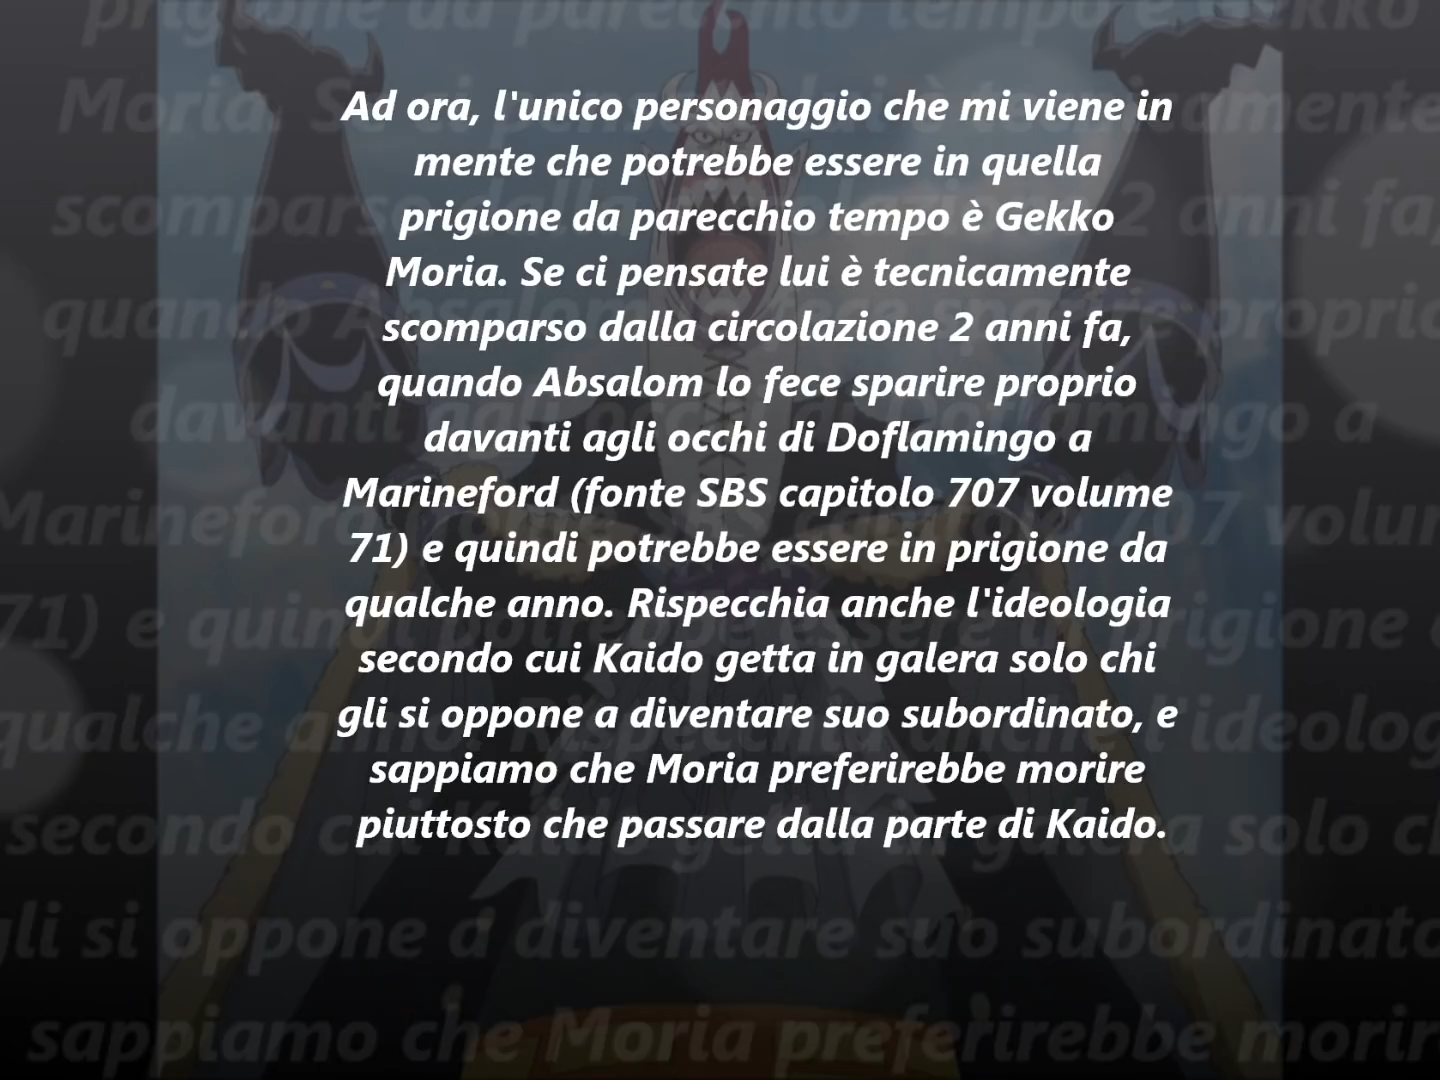 Ad ora, l'unico personaggio che mi viene in
mente che potrebbe essere in quella
prigione da parecchio tempo è Gekko
Moria. Se ci pensate lui è tecnicamente
scomparso dalla circolazione 2 anni fa,
quando Absalom lo fece sparire proprio
davanti agli occhi di Doflamingo a
Marineford (fonte SBS capitolo 707 volume
71) e quindi potrebbe essere in prigione da
qualche anno. Rispecchia anche l'ideologia
secondo cui Kaido getta in galera solo chi
gli si oppone a diventare suo subordinato, e
sappiamo che Moria preferirebbe morire
piuttosto che passare dalla parte di Kaido.